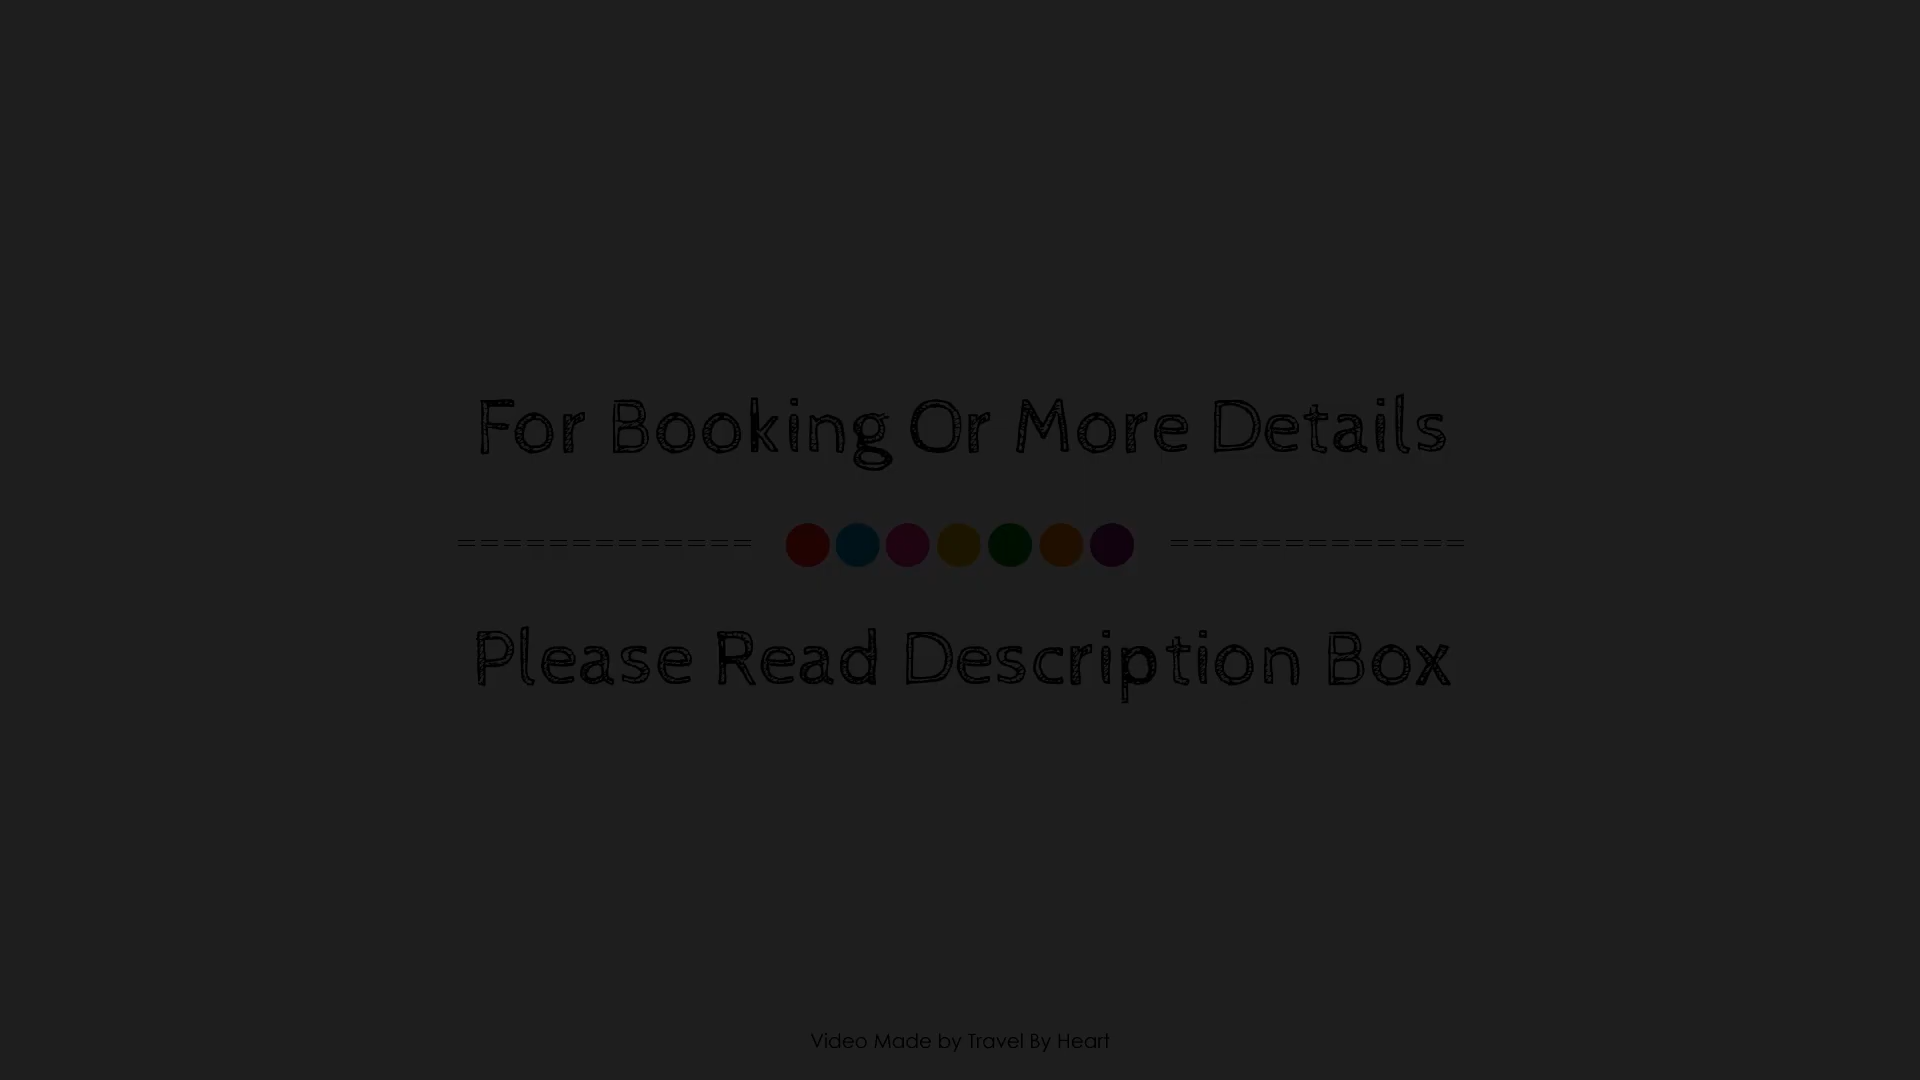 For Booking Or More Details
============= =============
Please Read Description Box
Video Made by Travel By Heart